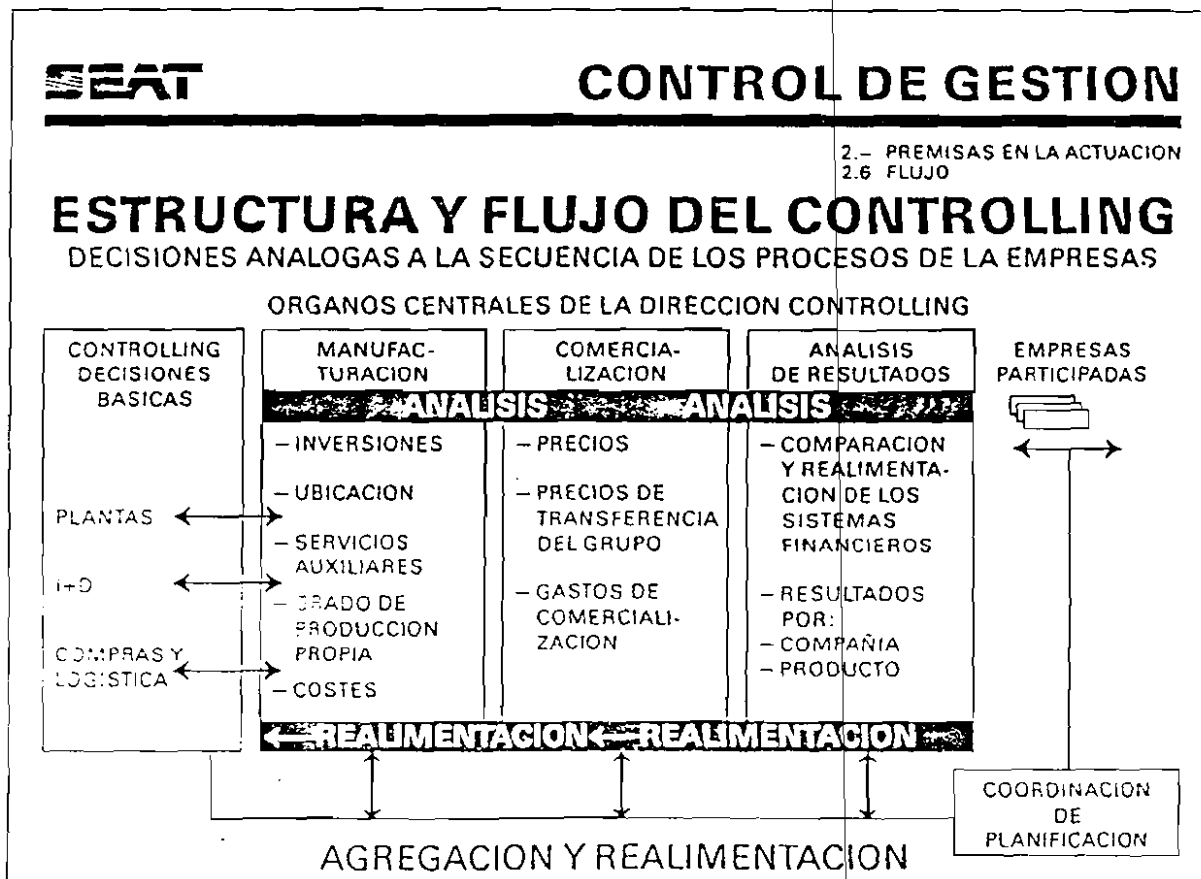 SEAT
CONTROL DE GESTION
2.- PREMISAS EN LA ACTUACION
2.6 FLUJO
ESTRUCTURA Y FLUJO DEL CONTROLLING
DECISIONES ANALOGAS A LA SECUENCIA DE LOS PROCESOS DE LA EMPRESAS
ORGANOS CENTRALES DE LA DIRECCION CONTROLLING
CONTROLLING
DECISIONES
BASICAS
PLANTAS
I+D
COMPRAS Y
LOGISTICA
MANUFAC-
TURACION
COMERCIA-
LIZACION
ANALISIS
DE RESULTADOS
ANALISIS ANALISIS
– INVERSIONES
– UBICACION
– SERVICIOS
AUXILIARES
– GRADO DE
PRODUCCION
PROPIA
– COSTES
– PRECIOS
– PRECIOS DE
TRANSFERENCIA
DEL GRUPO
– GASTOS DE
COMERCIALI-
ZACION
– COMPARACION
Y REALIMENTA-
CION DE LOS
SISTEMAS
FINANCIEROS
– RESULTADOS
POR:
– COMPAÑIA
– PRODUCTO
REALIMENTACION REALIMENTACION
EMPRESAS
PARTICIPADAS
COORDINACION
DE
PLANIFICACION
AGREGACION Y REALIMENTACION